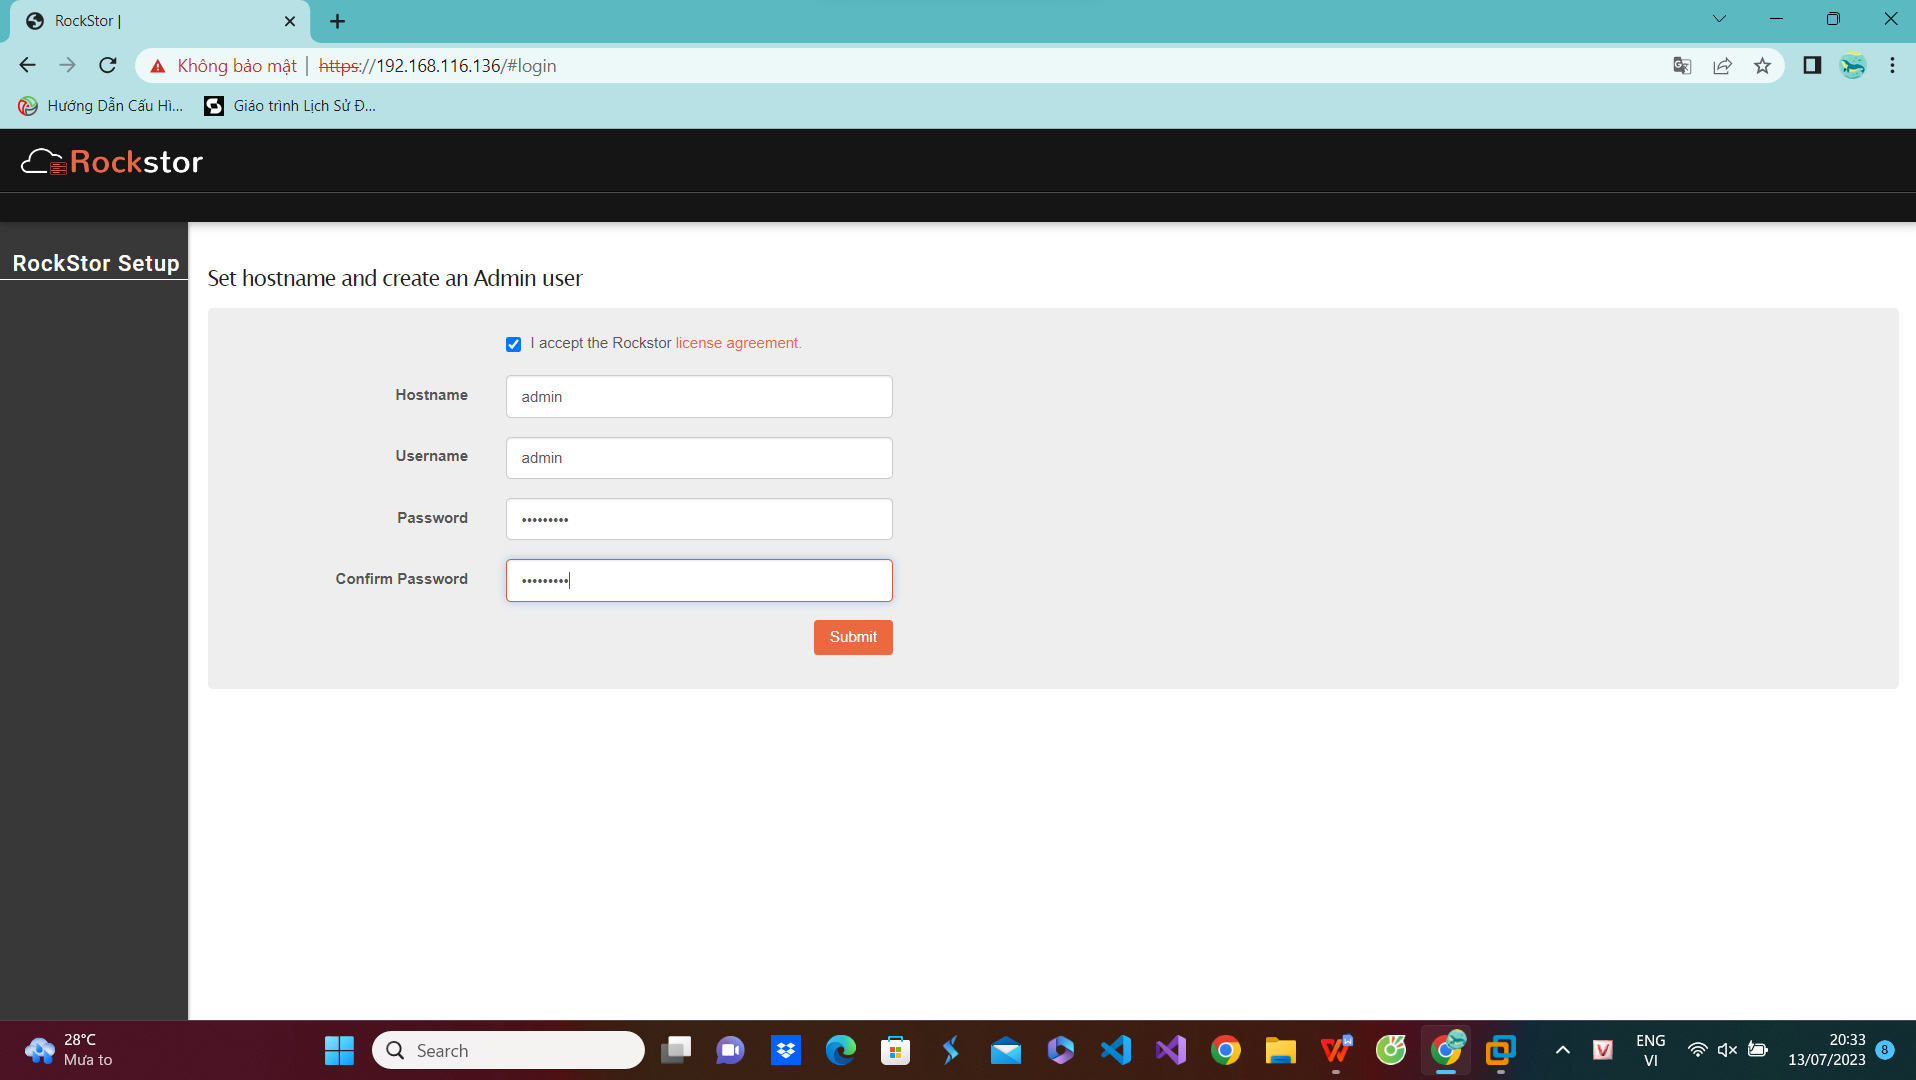 RockStor |
Không bảo mật
https://192.168.116.136/#login
Hướng Dẫn Cấu Hì...
Giáo trình Lịch Sử Đ...
Rockstor
RockStor Setup
Set hostname and create an Admin user
I accept the Rockstor license agreement.
Hostname
admin
Username
admin
Password
•••••••••
Confirm Password
•••••••••
Submit
28°C
Mưa to
Search
ENG
VI
20:33
13/07/2023
8